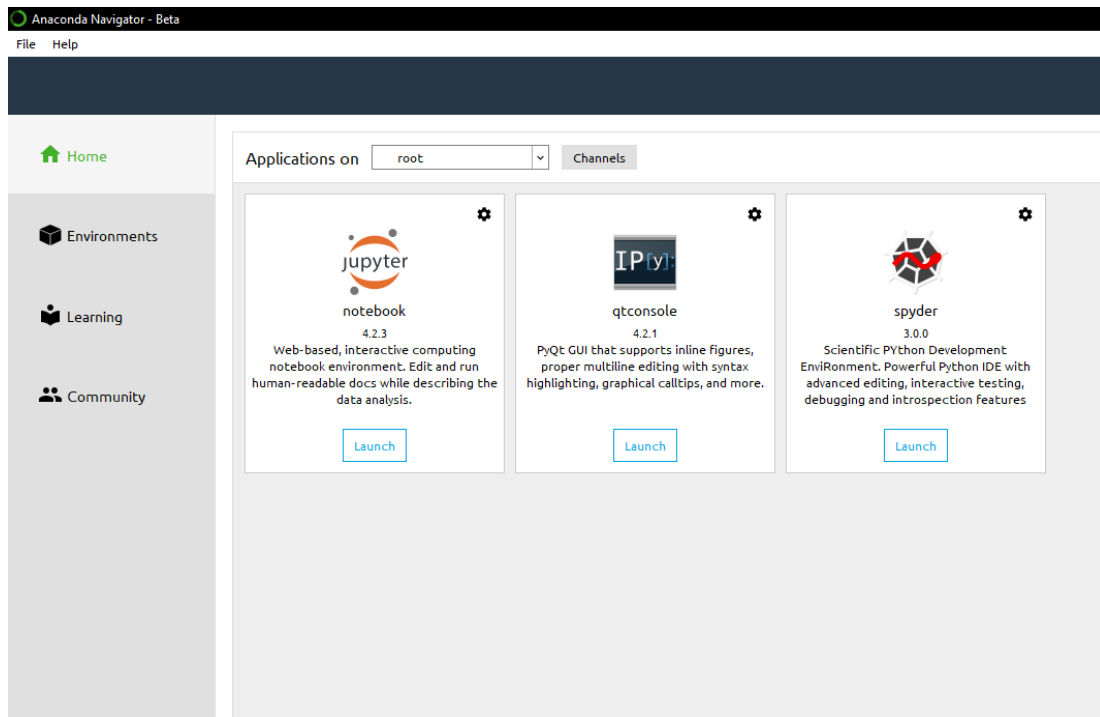 Anaconda Navigator - Beta
File Help
Home
Environments
Learning
Community
Applications on root Channels
jupyter
notebook
4.2.3
Web-based, interactive computing
notebook environment. Edit and run
human-readable docs while describing the
data analysis.
Launch
IP[y]:
qtconsole
4.2.1
PyQt GUI that supports inline figures,
proper multiline editing with syntax
highlighting, graphical calltips, and more.
Launch
spyder
3.0.0
Scientific PYthon Development
EnviRonment. Powerful Python IDE with
advanced editing, interactive testing,
debugging and introspection features
Launch